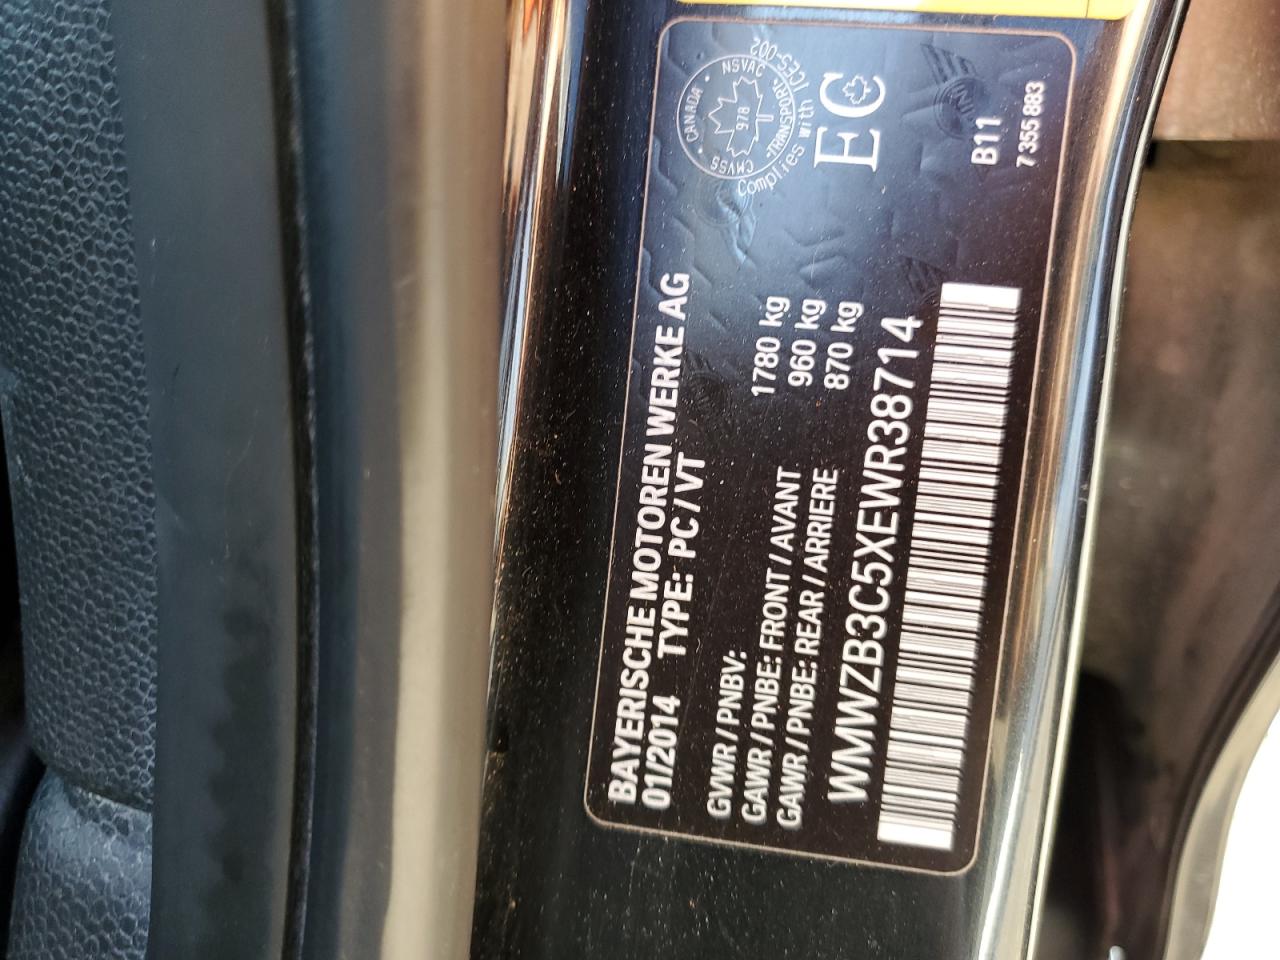 BAYERISCHE MOTOREN WERKE AG
01/2014 TYPE: PC/VT
GVWR / PNBV: 1780 kg
GAWR / PNBE: FRONT / AVANT 960 kg
GAWR / PNBE: REAR / ARRIERE 870 kg
WMWZB3C5XEWR38714
CANADA · NSVAC · TRANSPORT · CMVSS
978
Complies with ICES-002
EC
MINI
B11
7 355 883